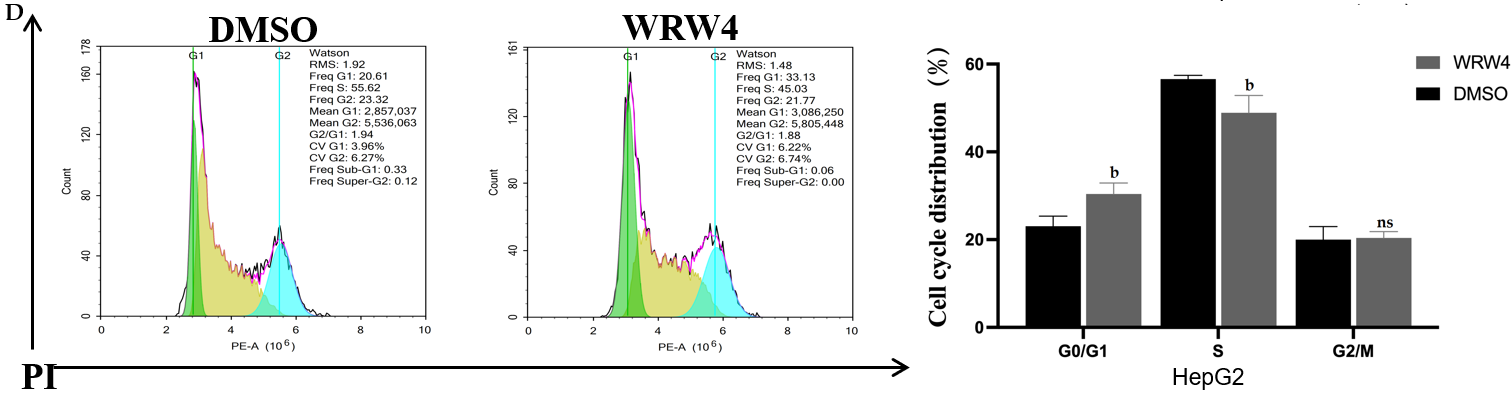 D
DMSO
178
160
120
80
40
0
Count
G1
G2
Watson
RMS: 1.92
Freq G1: 20.61
Freq S: 55.62
Freq G2: 23.32
Mean G1: 2,857,037
Mean G2: 5,536,063
G2/G1: 1.94
CV G1: 3.96%
CV G2: 6.27%
Freq Sub-G1: 0.33
Freq Super-G2: 0.12
0 2 4 6 8 10
PE-A (10^6)
WRW4
161
120
80
40
0
Count
G1
G2
Watson
RMS: 1.48
Freq G1: 33.13
Freq S: 45.03
Freq G2: 21.77
Mean G1: 3,086,250
Mean G2: 5,805,448
G2/G1: 1.88
CV G1: 6.22%
CV G2: 6.74%
Freq Sub-G1: 0.06
Freq Super-G2: 0.00
0 2 4 6 8 10
PE-A (10^6)
PI
Cell cycle distribution (%)
60
40
20
0
b
b
ns
WRW4
DMSO
G0/G1 S G2/M
HepG2